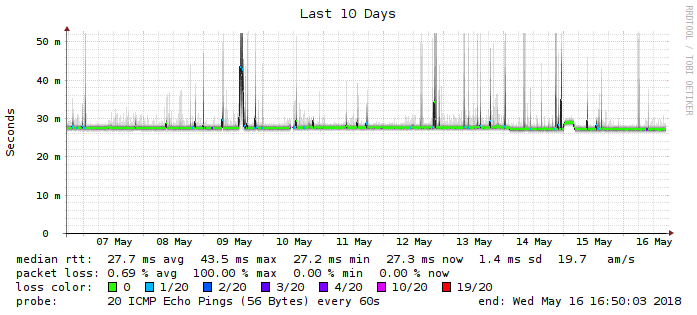 Last 10 Days
RRDTOOL / TOBI OETIKER
Seconds
50 m
40 m
30 m
20 m
10 m
0
07 May 08 May 09 May 10 May 11 May 12 May 13 May 14 May 15 May 16 May
median rtt: 27.7 ms avg 43.5 ms max 27.2 ms min 27.3 ms now 1.4 ms sd 19.7 am/s
packet loss: 0.69 % avg 100.00 % max 0.00 % min 0.00 % now
loss color: 0 1/20 2/20 3/20 4/20 10/20 19/20
probe: 20 ICMP Echo Pings (56 Bytes) every 60s end: Wed May 16 16:50:03 2018